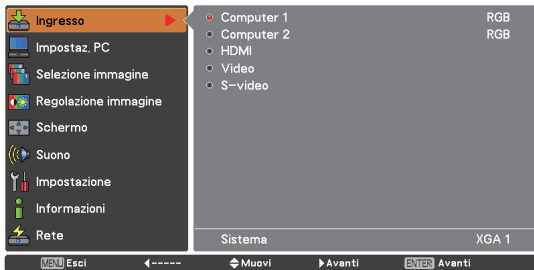 Ingresso
Impostaz. PC
Selezione immagine
Regolazione immagine
Schermo
Suono
Impostazione
Informazioni
Rete
Computer 1 RGB
Computer 2 RGB
HDMI
Video
S-video
Sistema XGA 1
MENU Esci ----- Muovi Avanti ENTER Avanti